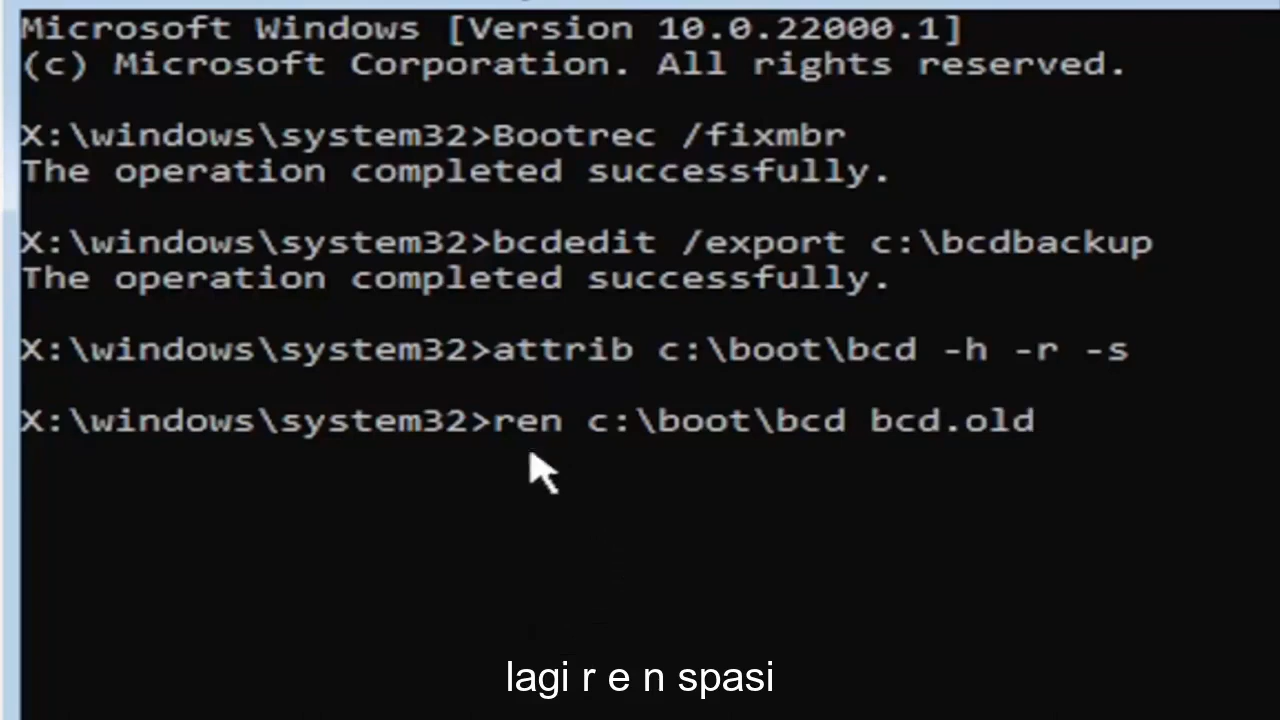 Microsoft Windows [Version 10.0.22000.1]
(c) Microsoft Corporation. All rights reserved.
X:\windows\system32>Bootrec /fixmbr
The operation completed successfully.
X:\windows\system32>bcdedit /export c:\bcdbackup
The operation completed successfully.
X:\windows\system32>attrib c:\boot\bcd -h -r -s
X:\windows\system32>ren c:\boot\bcd bcd.old
lagi r e n spasi